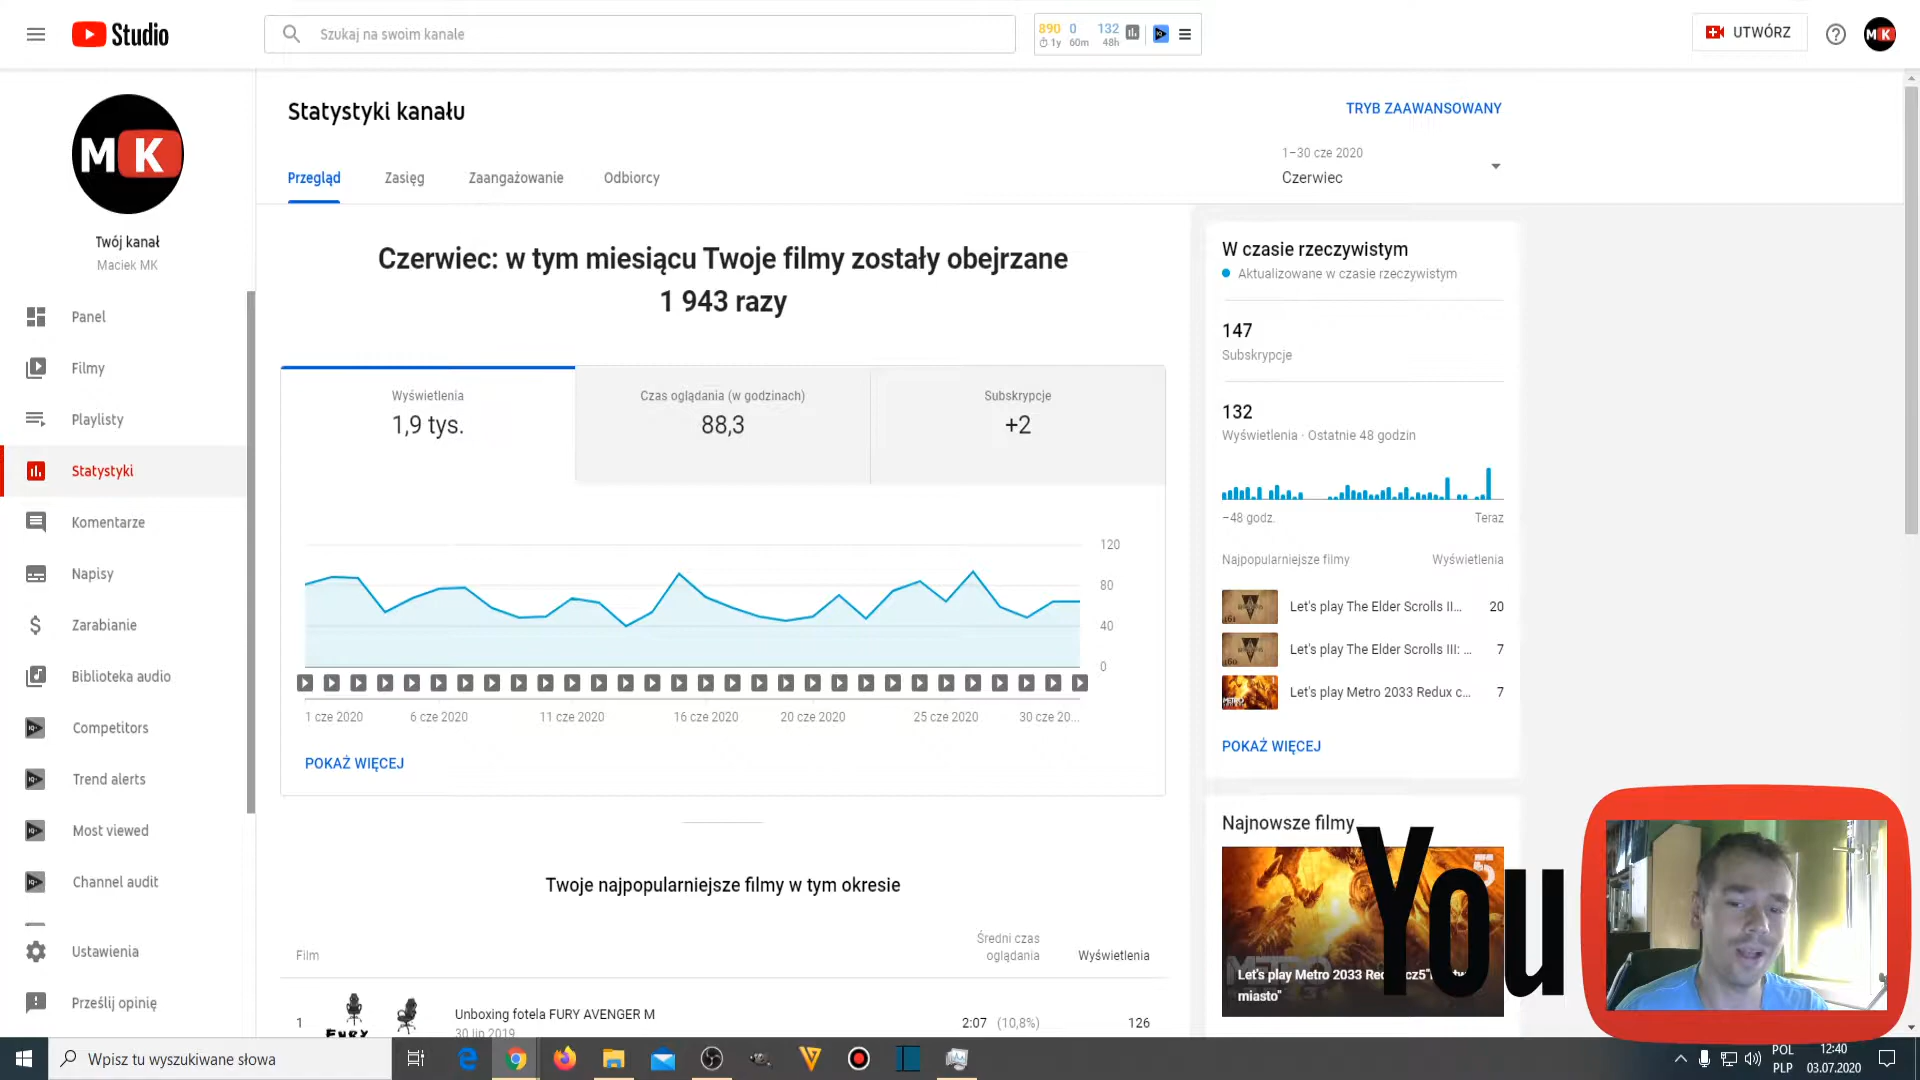 Studio
Szukaj na swoim kanale
890 0 132
1y 60m 48h
UTWÓRZ
MK
MK
Twój kanał
Maciek MK
Panel
Filmy
Playlisty
Statystyki
Komentarze
Napisy
Zarabianie
Biblioteka audio
Competitors
Trend alerts
Most viewed
Channel audit
Ustawienia
Prześlij opinię
Statystyki kanału
TRYB ZAAWANSOWANY
1–30 cze 2020
Czerwiec
Przegląd
Zasięg
Zaangażowanie
Odbiorcy
Czerwiec: w tym miesiącu Twoje filmy zostały obejrzane
1 943 razy
Wyświetlenia
1,9 tys.
Czas oglądania (w godzinach)
88,3
Subskrypcje
+2
120
80
40
0
1 cze 2020
6 cze 2020
11 cze 2020
16 cze 2020
20 cze 2020
25 cze 2020
30 cze 20...
POKAŻ WIĘCEJ
Twoje najpopularniejsze filmy w tym okresie
Film
Średni czas
oglądania
Wyświetlenia
1
Fury
Unboxing fotela FURY AVENGER M
30 lip 2019
2:07 (10,8%)
126
W czasie rzeczywistym
Aktualizowane w czasie rzeczywistym
147
Subskrypcje
132
Wyświetlenia · Ostatnie 48 godzin
–48 godz.
Teraz
Najpopularniejsze filmy
Wyświetlenia
461
Let's play The Elder Scrolls II...
20
460
Let's play The Elder Scrolls III: ...
7
Let's play Metro 2033 Redux c...
7
POKAŻ WIĘCEJ
Najnowsze filmy
5
Let's play Metro 2033
miasto"
You
Wpisz tu wyszukiwane słowa
POL
PLP
12:40
03.07.2020